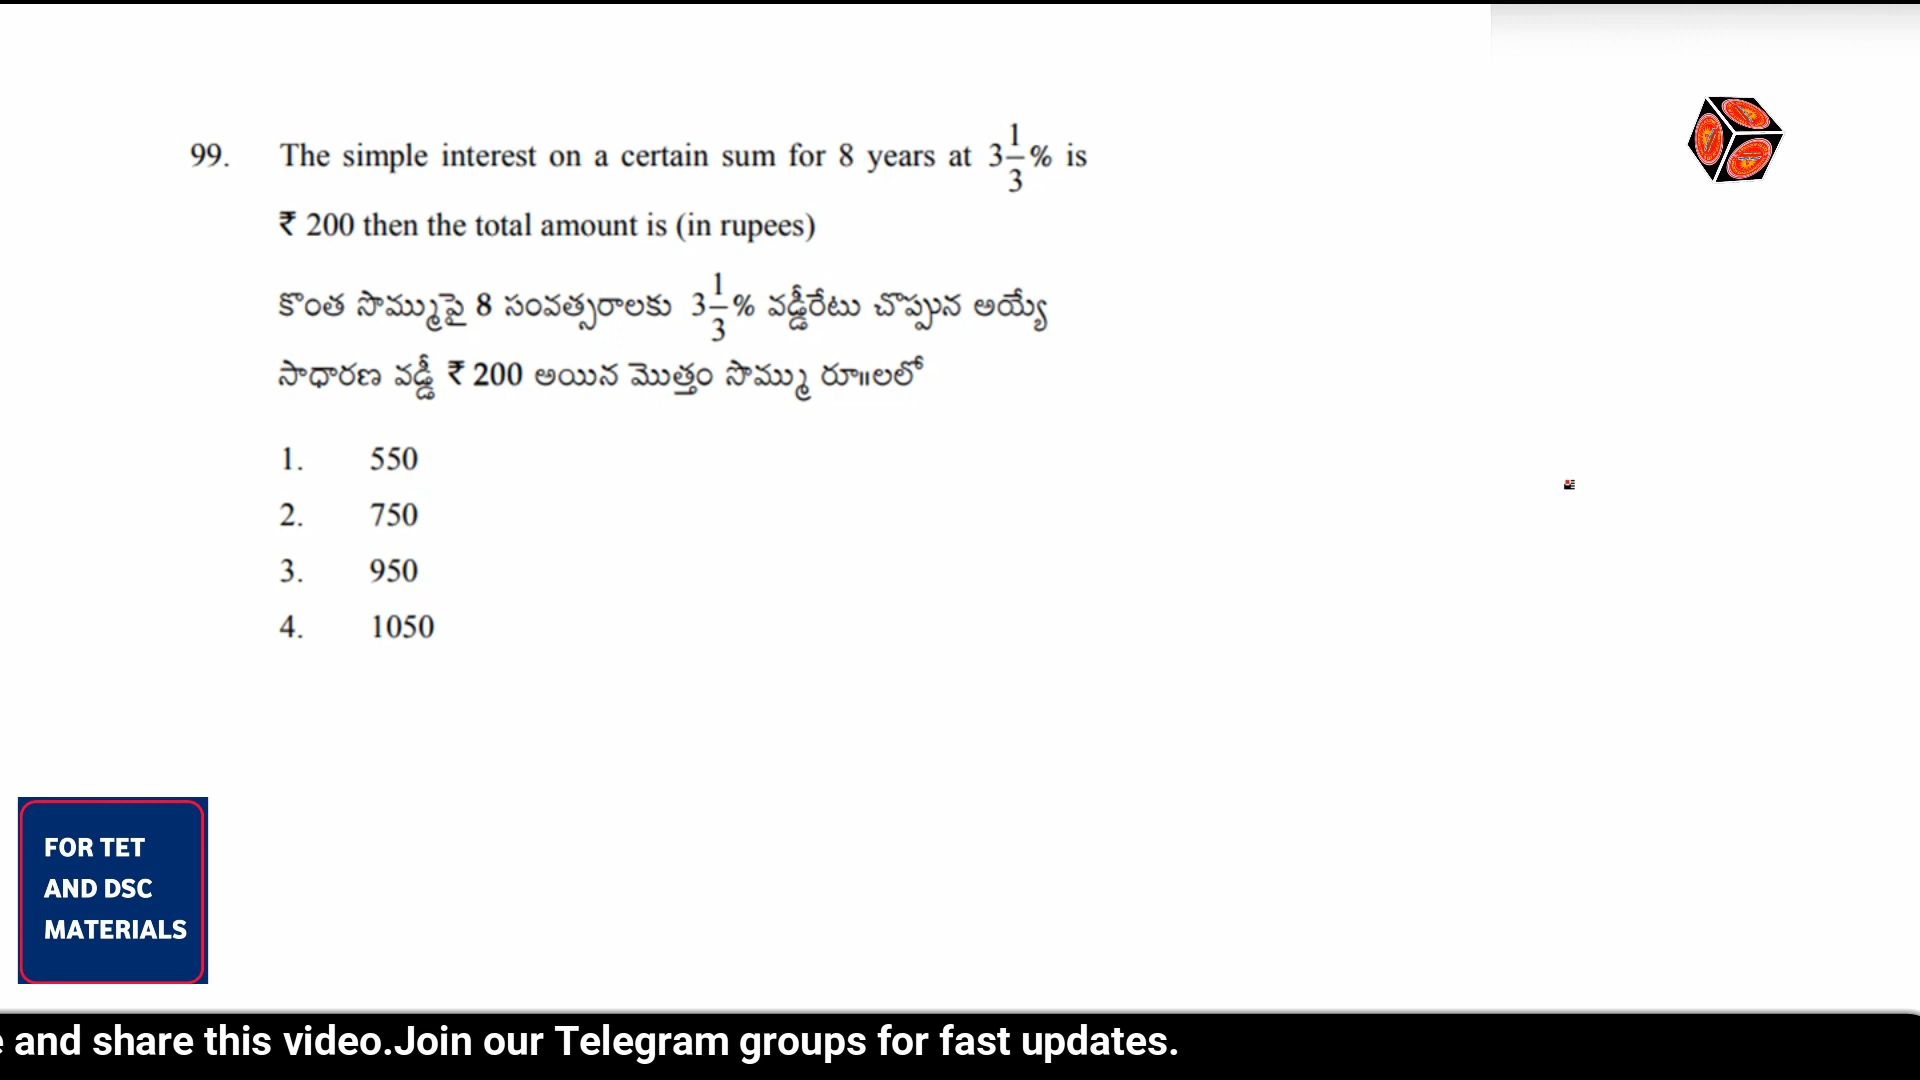 99. The simple interest on a certain sum for 8 years at 3 1/3 % is
₹ 200 then the total amount is (in rupees)
కొంత సొమ్ముపై 8 సంవత్సరాలకు 3 1/3 % వడ్డీరేటు చొప్పున అయ్యే
సాధారణ వడ్డీ ₹ 200 అయిన మొత్తం సొమ్ము రూ॥లలో
1. 550
2. 750
3. 950
4. 1050
FOR TET
AND DSC
MATERIALS
and share this video.Join our Telegram groups for fast updates.